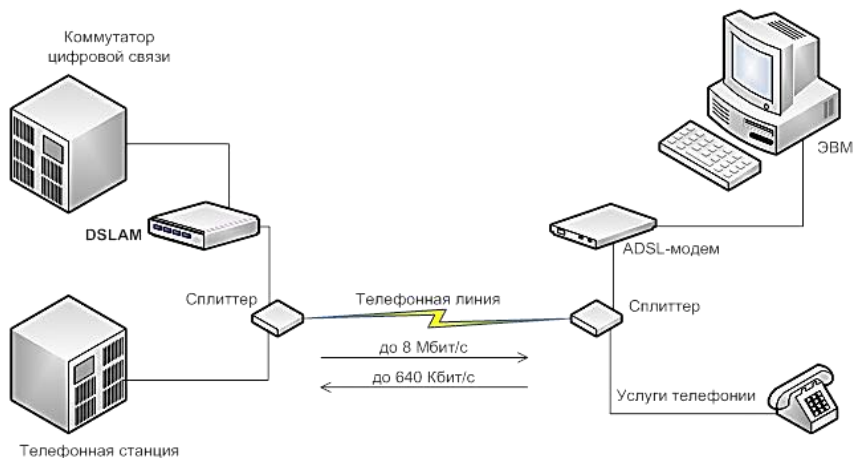 Коммутатор
цифровой связи
ЭВМ
DSLAM
ADSL-модем
Сплиттер
Телефонная линия
Сплиттер
до 8 Мбит/с
до 640 Кбит/с
Услуги телефонии
Телефонная станция